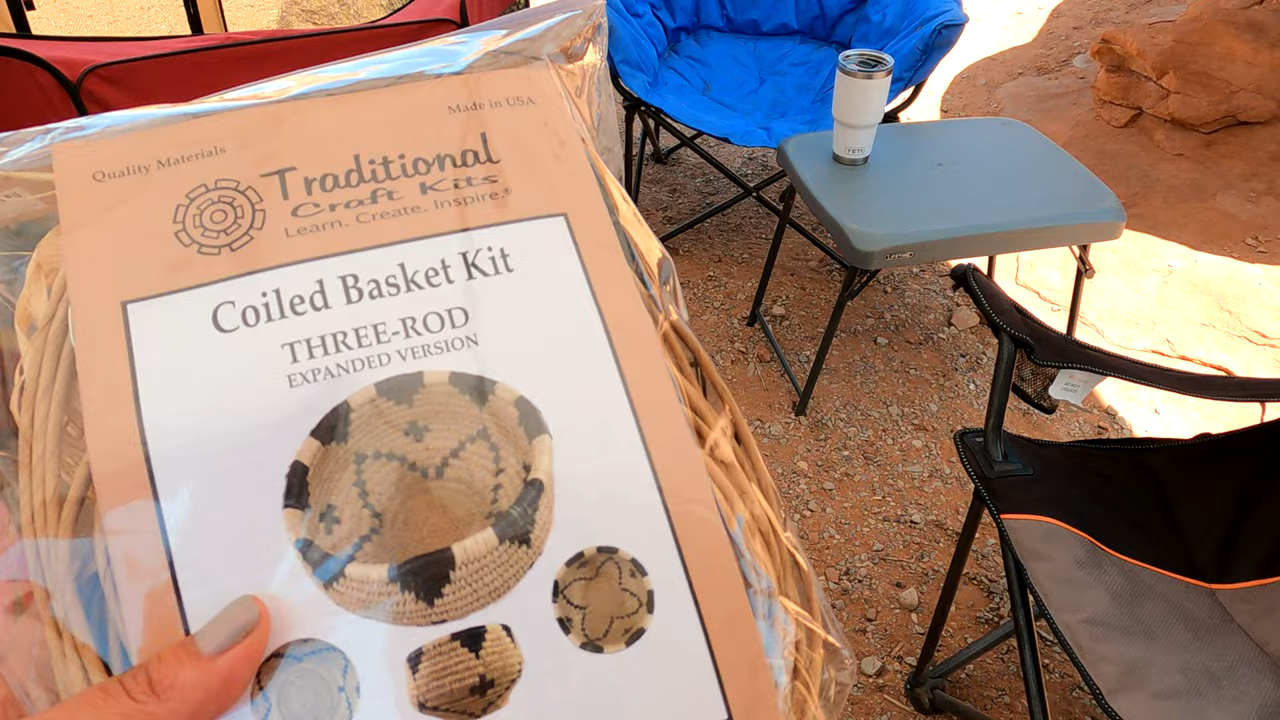 Made in USA
Quality Materials
Traditional
Craft Kits
Learn. Create. Inspire.®
Coiled Basket Kit
THREE-ROD
EXPANDED VERSION
YETI
LIFETIME